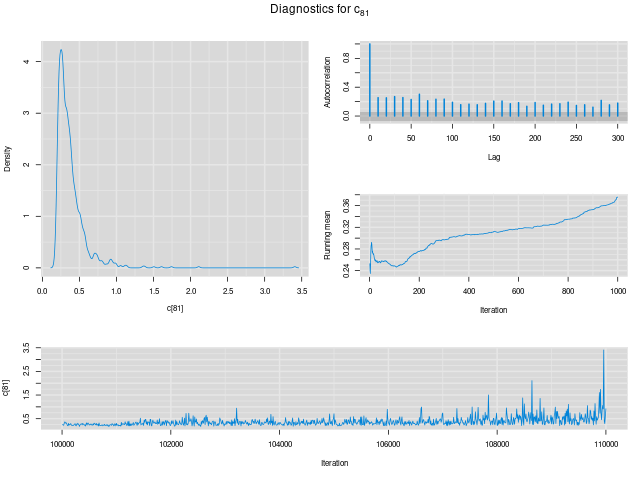 Diagnostics for c81
Density
0 1 2 3 4
0.0 0.5 1.0 1.5 2.0 2.5 3.0 3.5
c[81]
Autocorrelation
0.0 0.4 0.8
0 50 100 150 200 250 300
Lag
Running mean
0.24 0.28 0.32 0.36
0 200 400 600 800 1000
Iteration
c[81]
0.5 1.5 2.5 3.5
100000 102000 104000 106000 108000 110000
Iteration